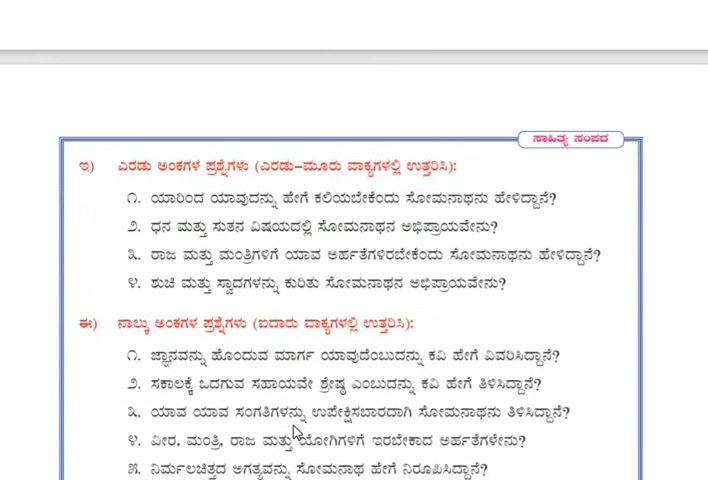 ಸಾಹಿತ್ಯ ಸಂಪದ
ಇ) ಎರಡು ಅಂಕಗಳ ಪ್ರಶ್ನೆಗಳು (ಎರಡು-ಮೂರು ವಾಕ್ಯಗಳಲ್ಲಿ ಉತ್ತರಿಸಿ):
೧. ಯಾರಿಂದ ಯಾವುದನ್ನು ಹೇಗೆ ಕಲಿಯಬೇಕೆಂದು ಸೋಮನಾಥನು ಹೇಳಿದ್ದಾನೆ?
೨. ಧನ ಮತ್ತು ಸುತನ ವಿಷಯದಲ್ಲಿ ಸೋಮನಾಥನ ಅಭಿಪ್ರಾಯವೇನು?
೩. ರಾಜ ಮತ್ತು ಮಂತ್ರಿಗಳಿಗೆ ಯಾವ ಅರ್ಹತೆಗಳಿರಬೇಕೆಂದು ಸೋಮನಾಥನು ಹೇಳಿದ್ದಾನೆ?
೪. ಶುಚಿ ಮತ್ತು ಸ್ವಾದಗಳನ್ನು ಕುರಿತು ಸೋಮನಾಥನ ಅಭಿಪ್ರಾಯವೇನು?
ಈ) ನಾಲ್ಕು ಅಂಕಗಳ ಪ್ರಶ್ನೆಗಳು (ಐದಾರು ವಾಕ್ಯಗಳಲ್ಲಿ ಉತ್ತರಿಸಿ):
೧. ಜ್ಞಾನವನ್ನು ಹೊಂದುವ ಮಾರ್ಗ ಯಾವುದೆಂಬುದನ್ನು ಕವಿ ಹೇಗೆ ವಿವರಿಸಿದ್ದಾನೆ?
೨. ಸಕಾಲಕ್ಕೆ ಒದಗುವ ಸಹಾಯವೇ ಶ್ರೇಷ್ಠ ಎಂಬುದನ್ನು ಕವಿ ಹೇಗೆ ತಿಳಿಸಿದ್ದಾನೆ?
೩. ಯಾವ ಯಾವ ಸಂಗತಿಗಳನ್ನು ಉಪೇಕ್ಷಿಸಬಾರದಾಗಿ ಸೋಮನಾಥನು ತಿಳಿಸಿದ್ದಾನೆ?
೪. ವೀರ, ಮಂತ್ರಿ, ರಾಜ ಮತ್ತು ಯೋಗಿಗಳಿಗೆ ಇರಬೇಕಾದ ಅರ್ಹತೆಗಳೇನು?
೫. ನಿರ್ಮಲಚಿತ್ತದ ಅಗತ್ಯವನ್ನು ಸೋಮನಾಥ ಹೇಗೆ ನಿರೂಪಿಸಿದ್ದಾನೆ?